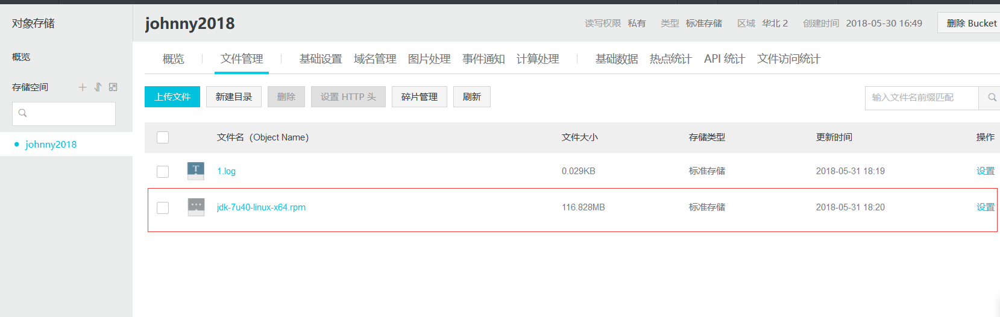 对象存储
概览
存储空间
johnny2018
johnny2018
读写权限 私有 类型 标准存储 区域 华北 2 创建时间 2018-05-30 16:49 删除 Bucket
概览 文件管理 基础设置 域名管理 图片处理 事件通知 计算处理 基础数据 热点统计 API 统计 文件访问统计
上传文件 新建目录 删除 设置 HTTP 头 碎片管理 刷新 输入文件名前缀匹配
文件名（Object Name） 文件大小 存储类型 更新时间 操作
T 1.log 0.029KB 标准存储 2018-05-31 18:19 设置
jdk-7u40-linux-x64.rpm 116.828MB 标准存储 2018-05-31 18:20 设置